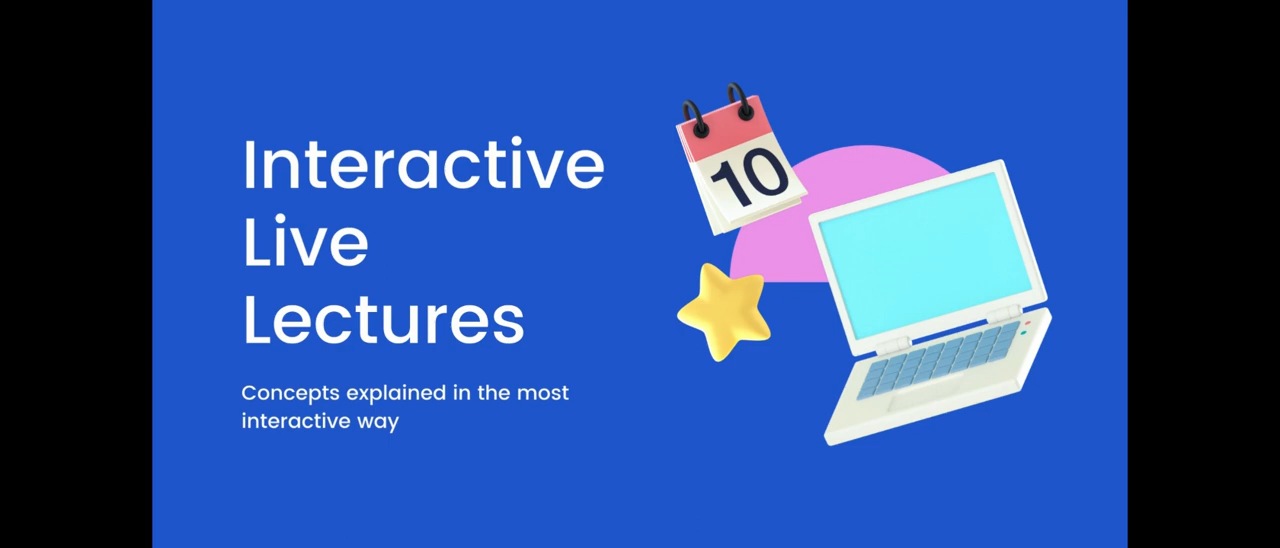 Interactive
Live
Lectures
Concepts explained in the most
interactive way
10